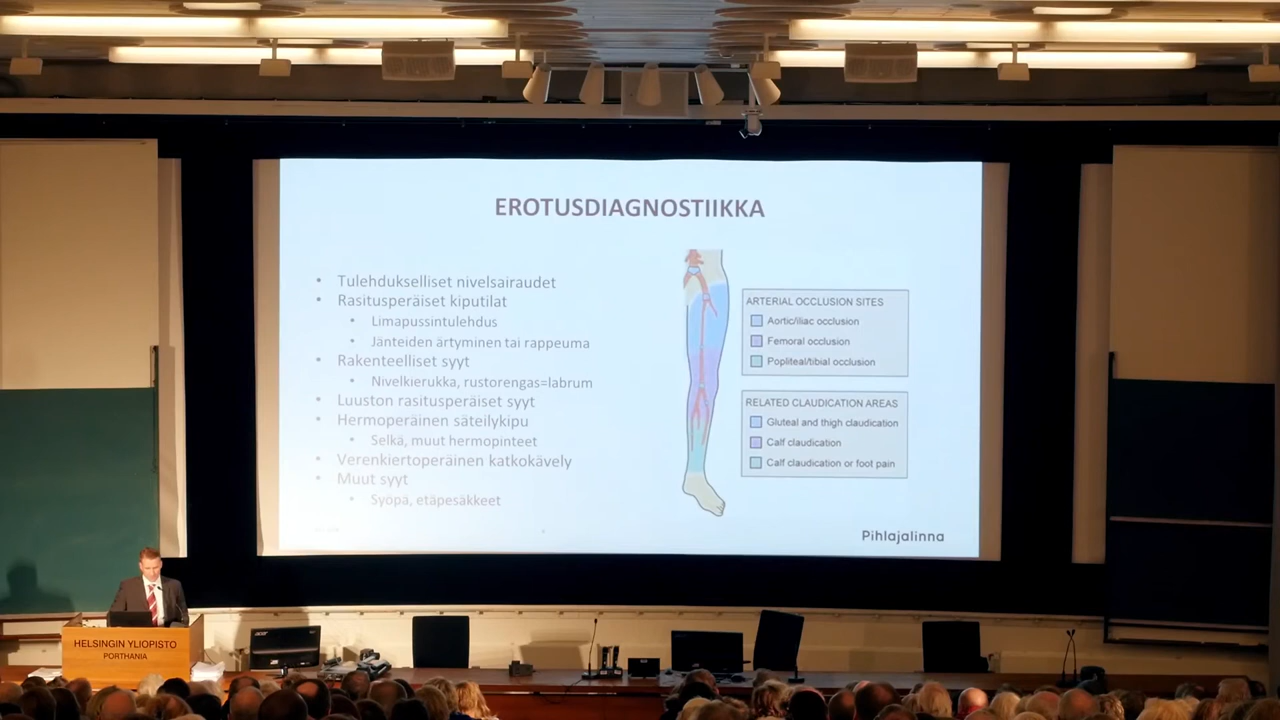 EROTUSDIAGNOSTIIKKA
• Tulehdukselliset nivelsairaudet
• Rasitusperäiset kiputilat
• Limapussintulehdus
• Jänteiden ärtyminen tai rappeuma
• Rakenteelliset syyt
• Nivelkierukka, rustorengas=labrum
• Luuston rasitusperäiset syyt
• Hermoperäinen säteilykipu
• Selkä, muut hermopinteet
• Verenkiertoperäinen katkokävely
• Muut syyt
• Syöpä, etäpesäkkeet
ARTERIAL OCCLUSION SITES
Aortic/iliac occlusion
Femoral occlusion
Popliteal/tibial occlusion
RELATED CLAUDICATION AREAS
Gluteal and thigh claudication
Calf claudication
Calf claudication or foot pain
Pihlajalinna
HELSINGIN YLIOPISTO
PORTHANIA